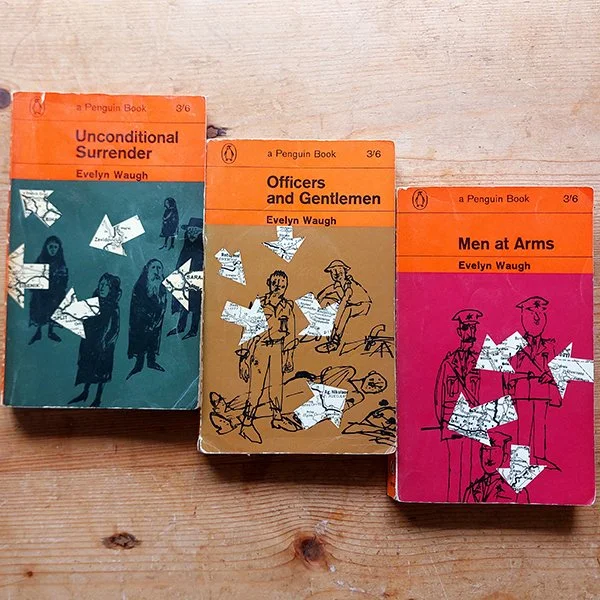 a Penguin Book 3'6
Unconditional
Surrender
Evelyn Waugh
SARA
a Penguin Book 3/6
Officers
and Gentlemen
Evelyn Waugh
a Penguin Book 3/6
Men at Arms
Evelyn Waugh